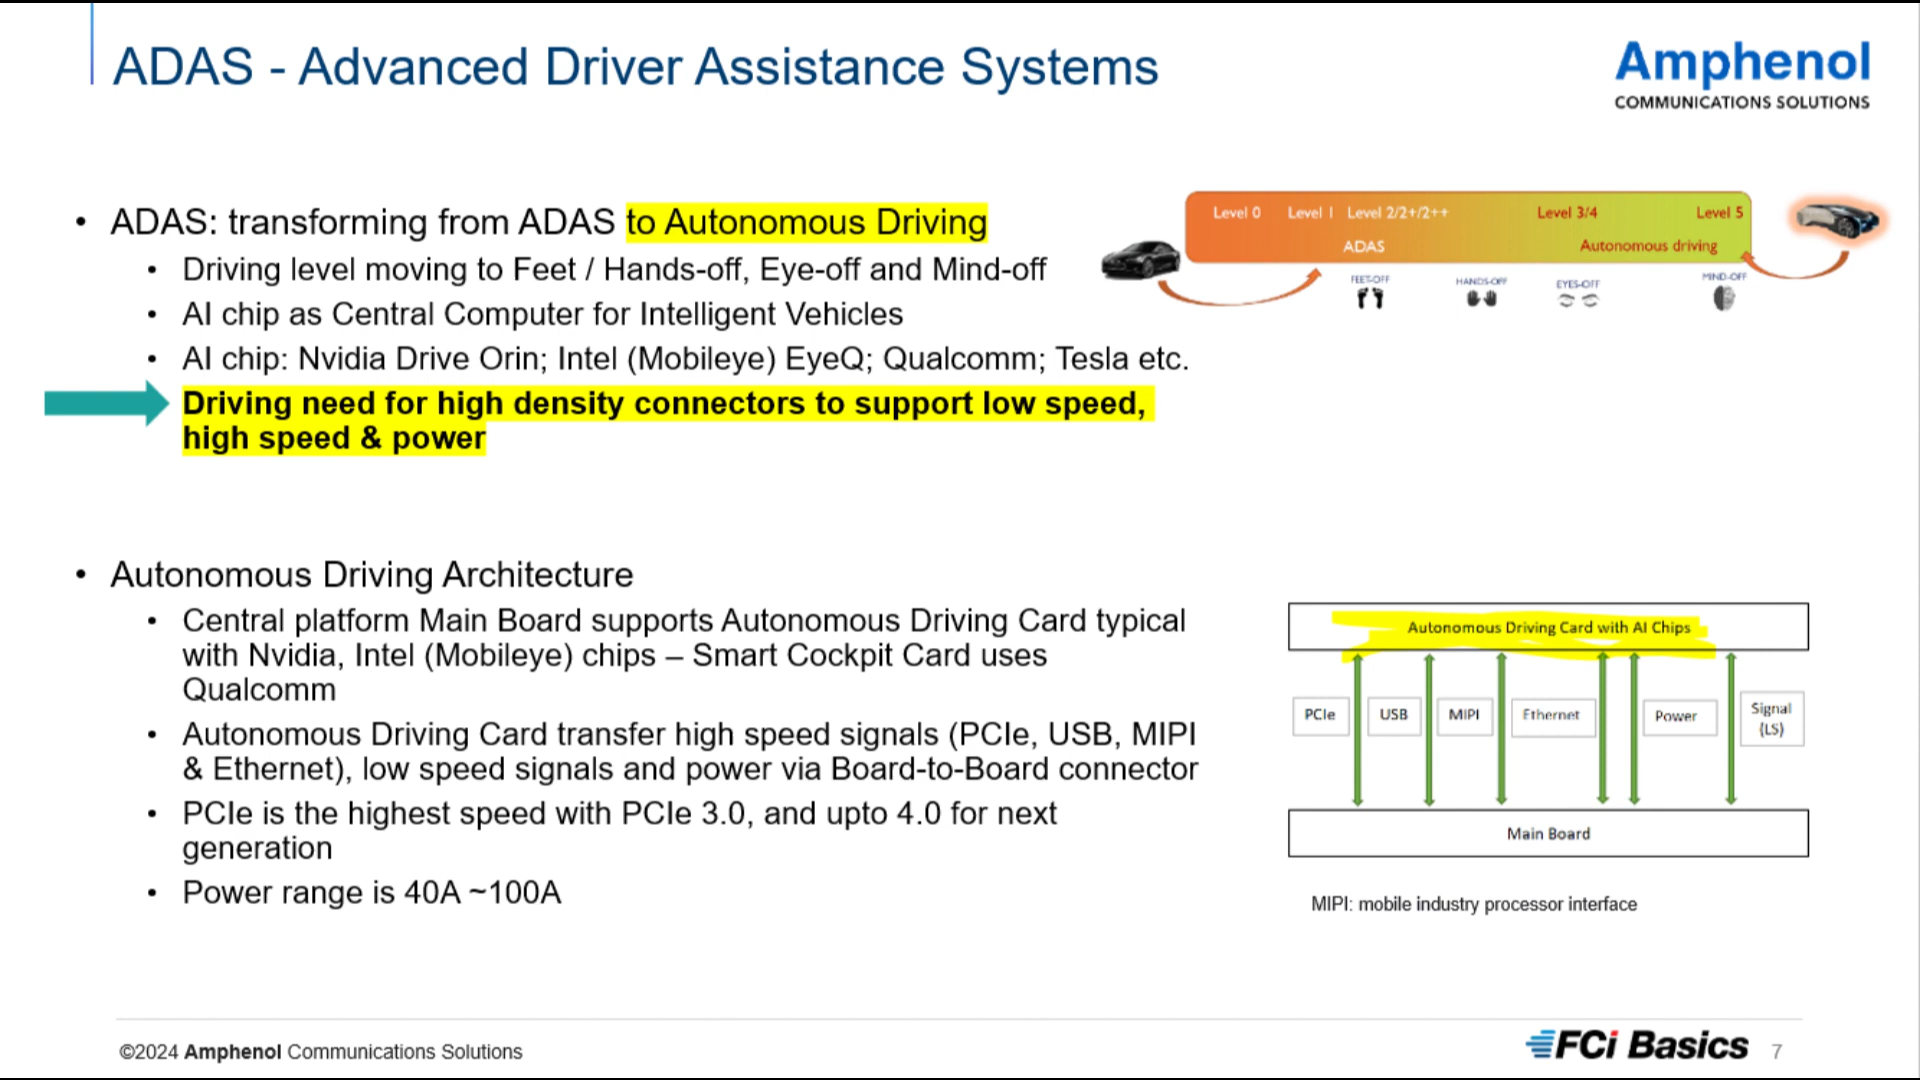 ADAS - Advanced Driver Assistance Systems
Amphenol
COMMUNICATIONS SOLUTIONS
• ADAS: transforming from ADAS to Autonomous Driving
• Driving level moving to Feet / Hands-off, Eye-off and Mind-off
• AI chip as Central Computer for Intelligent Vehicles
• AI chip: Nvidia Drive Orin; Intel (Mobileye) EyeQ; Qualcomm; Tesla etc.
Driving need for high density connectors to support low speed,
high speed & power
Level 0 Level 1 Level 2/2+/2++ Level 3/4 Level 5
ADAS Autonomous driving
FEET-OFF HANDS-OFF EYES-OFF MIND-OFF
• Autonomous Driving Architecture
• Central platform Main Board supports Autonomous Driving Card typical
with Nvidia, Intel (Mobileye) chips – Smart Cockpit Card uses
Qualcomm
• Autonomous Driving Card transfer high speed signals (PCIe, USB, MIPI
& Ethernet), low speed signals and power via Board-to-Board connector
• PCIe is the highest speed with PCIe 3.0, and upto 4.0 for next
generation
• Power range is 40A ~100A
Autonomous Driving Card with AI Chips
PCIe USB MIPI Ethernet Power Signal
(LS)
Main Board
MIPI: mobile industry processor interface
©2024 Amphenol Communications Solutions
FCi Basics
7